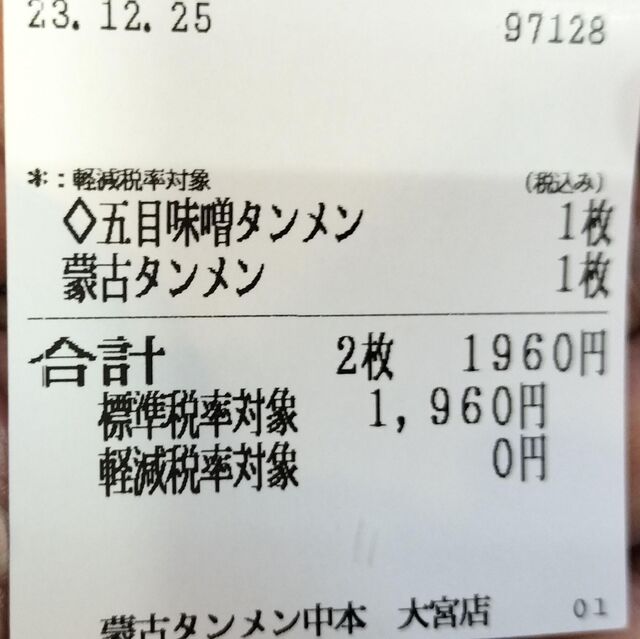 23.12.25 97128
*:軽減税率対象 (税込み)
◇五目味噌タンメン 1枚
蒙古タンメン 1枚
合計 2枚 1960円
標準税率対象 1,960円
軽減税率対象 0円
蒙古タンメン中本 大宮店 01